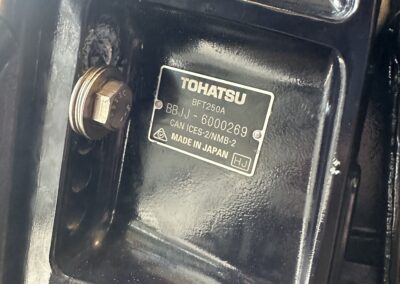 TOHATSU
BFT250A
BBJJ - 6000269
CAN ICES-2/NMB-2
MADE IN JAPAN
HJ